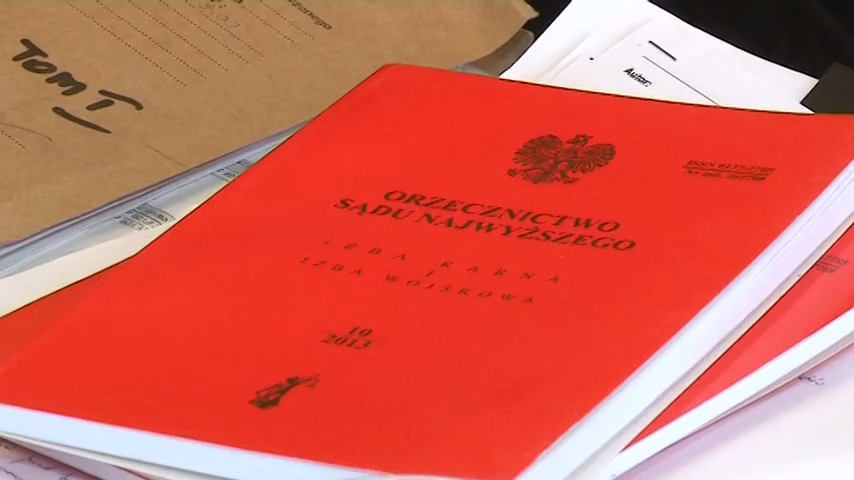 TOM I
Autor:
ORZECZNICTWO
SĄDU NAJWYŻSZEGO
IZBA KARNA
I
IZBA WOJSKOWA
10
2013